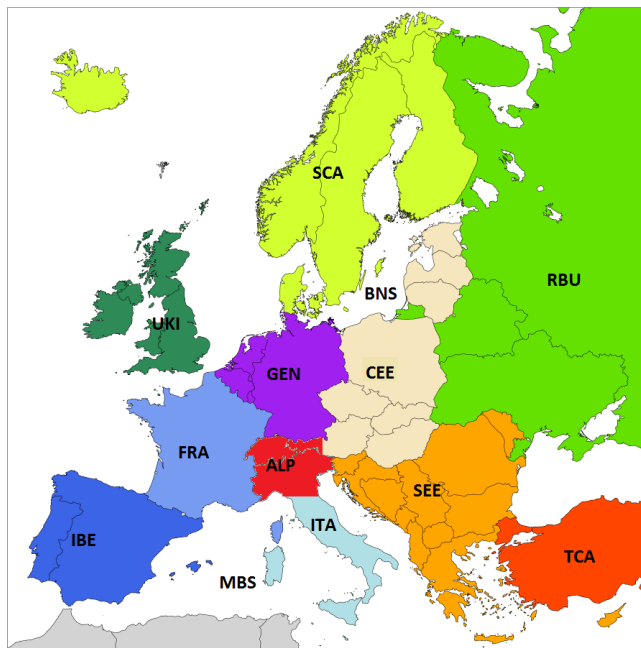 SCA
RBU
BNS
UKI
GEN
CEE
FRA
ALP
SEE
IBE
ITA
TCA
MBS